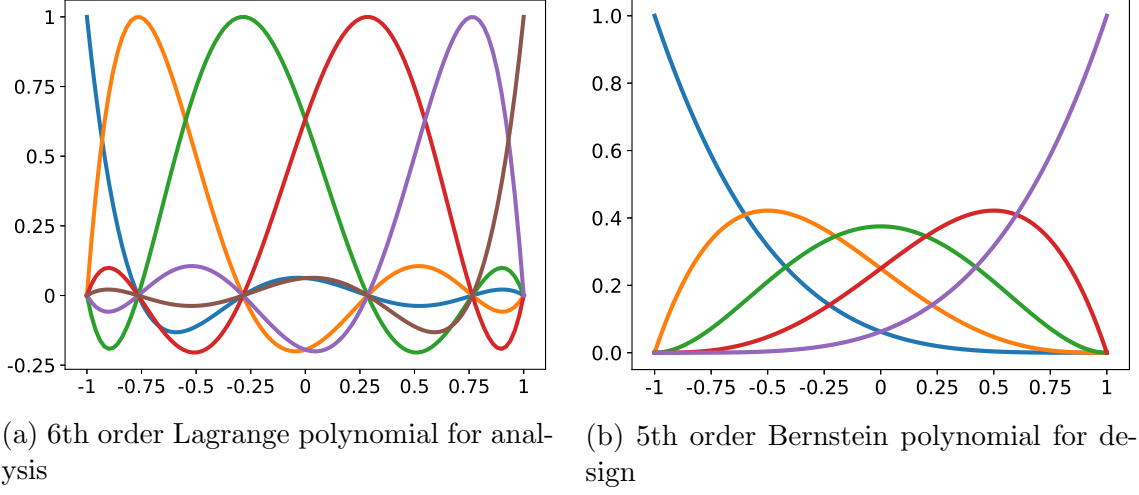 1
0.75
0.5
0.25
0
-0.25
-1 -0.75 -0.5 -0.25 0 0.25 0.5 0.75 1
(a) 6th order Lagrange polynomial for anal-
ysis
1.0
0.8
0.6
0.4
0.2
0.0
-1 -0.75 -0.5 -0.25 0 0.25 0.5 0.75 1
(b) 5th order Bernstein polynomial for de-
sign